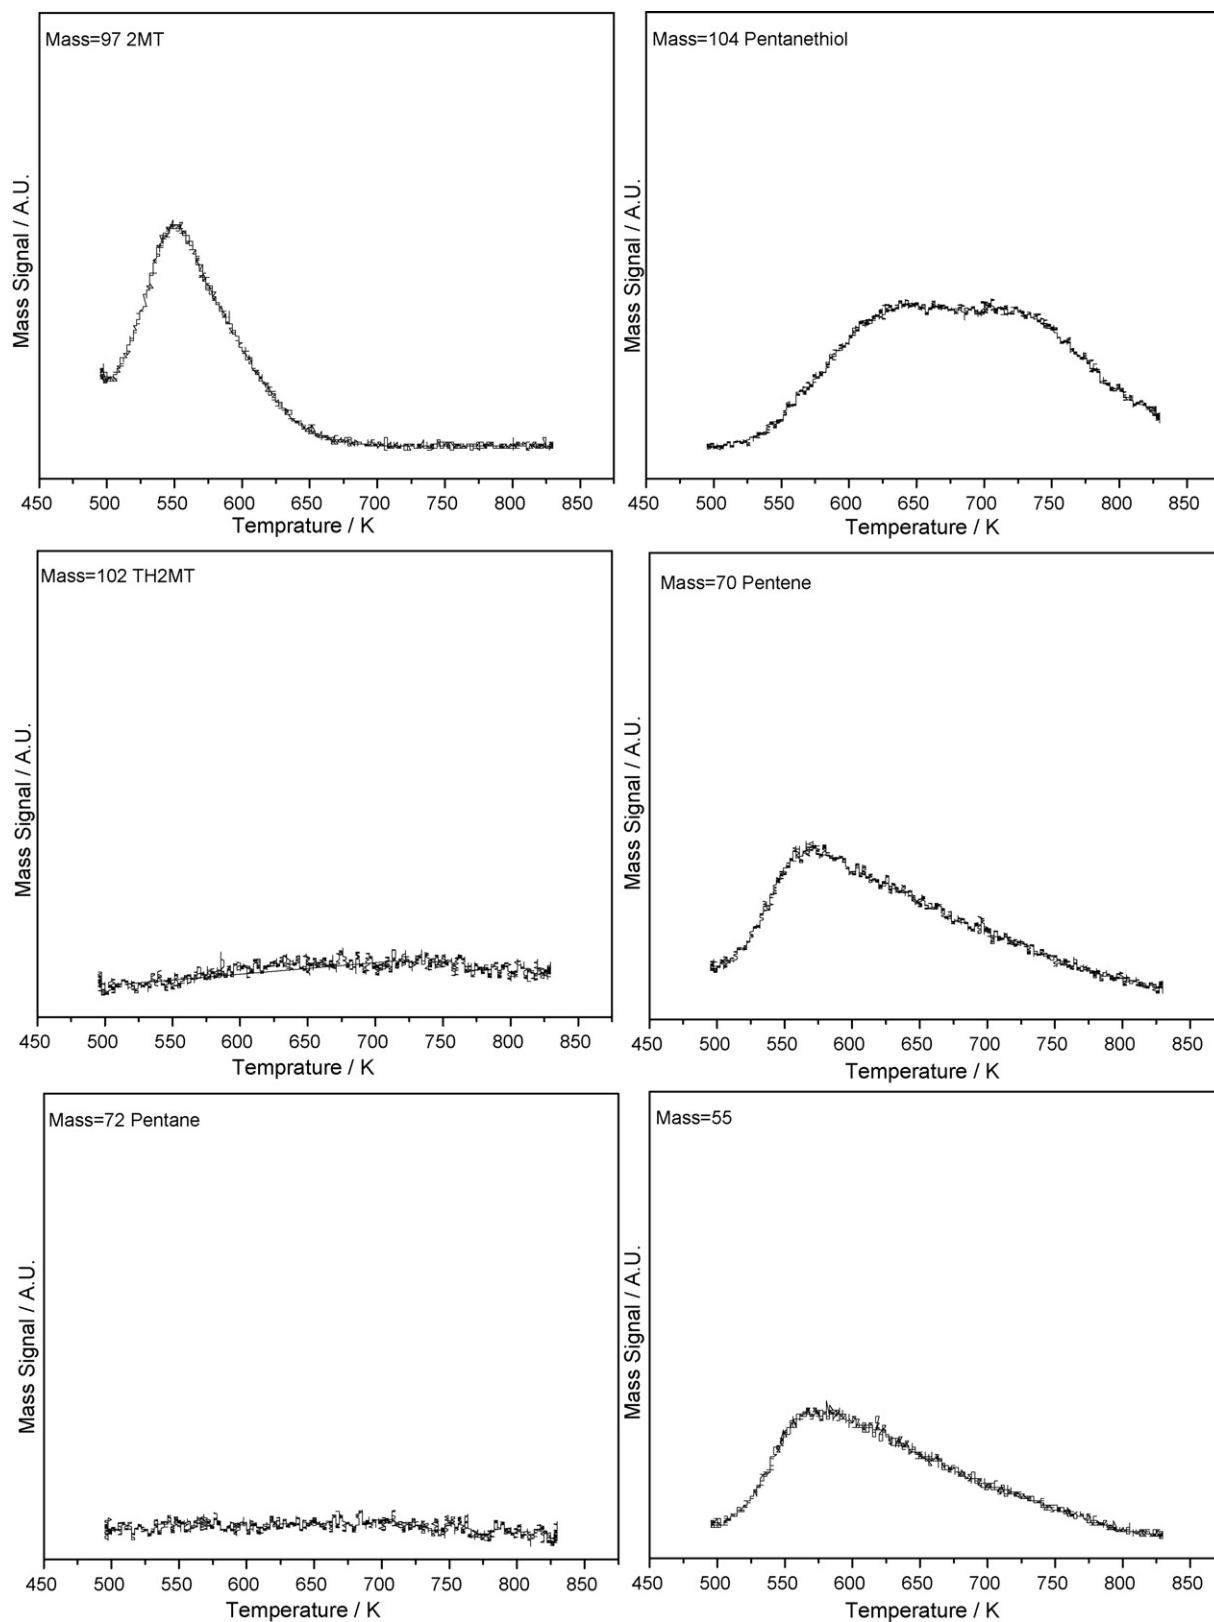 Mass=97 2MT
Mass Signal / A.U.
450 500 550 600 650 700 750 800 850
Temprature / K
Mass=104 Pentanethiol
Mass Signal / A.U.
450 500 550 600 650 700 750 800 850
Temperature / K
Mass=102 TH2MT
Mass Signal / A.U.
450 500 550 600 650 700 750 800 850
Temprature / K
Mass=70 Pentene
Mass Signal / A.U.
450 500 550 600 650 700 750 800 850
Temperature / K
Mass=72 Pentane
Mass Signal / A.U.
450 500 550 600 650 700 750 800 850
Temperature / K
Mass=55
Mass Signal / A.U.
450 500 550 600 650 700 750 800 850
Temperature / K